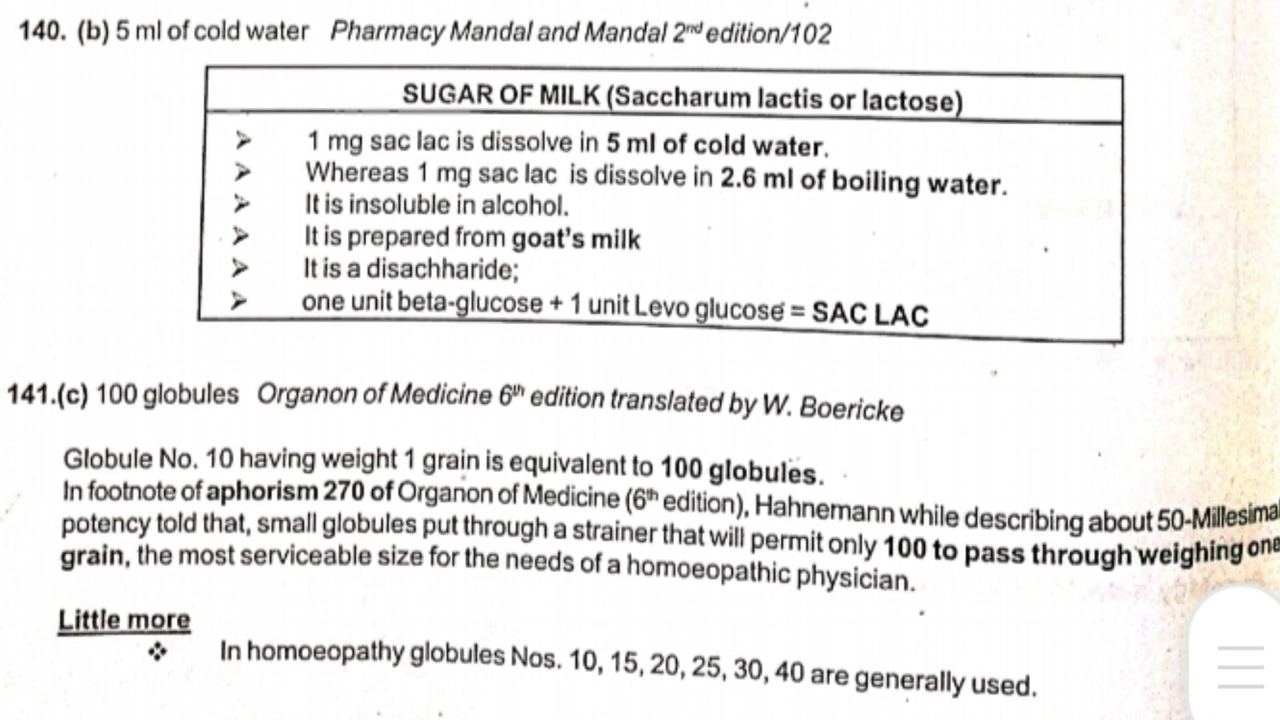 140. (b) 5 ml of cold water Pharmacy Mandal and Mandal 2nd edition/102
SUGAR OF MILK (Saccharum lactis or lactose)
➢ 1 mg sac lac is dissolve in 5 ml of cold water.
➢ Whereas 1 mg sac lac is dissolve in 2.6 ml of boiling water.
➢ It is insoluble in alcohol.
➢ It is prepared from goat's milk
➢ It is a disachharide;
➢ one unit beta-glucose + 1 unit Levo glucose = SAC LAC
141.(c) 100 globules Organon of Medicine 6th edition translated by W. Boericke
Globule No. 10 having weight 1 grain is equivalent to 100 globules.
In footnote of aphorism 270 of Organon of Medicine (6th edition), Hahnemann while describing about 50-Millesimal
potency told that, small globules put through a strainer that will permit only 100 to pass through weighing one
grain, the most serviceable size for the needs of a homoeopathic physician.
Little more
❖ In homoeopathy globules Nos. 10, 15, 20, 25, 30, 40 are generally used.